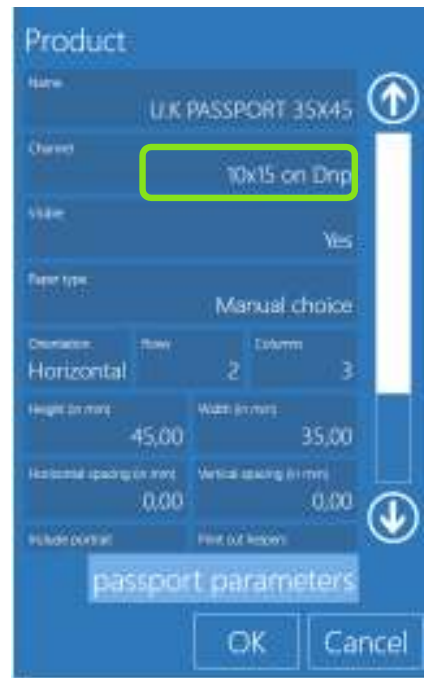 Product
Name
U.K PASSPORT 35X45
Channel
10x15 on Dnp
Visible
Yes
Paper type
Manual choice
Orientation Rows Columns
Horizontal 2 3
Height (in mm) Width (in mm)
45,00 35,00
Horizontal spacing (in mm) Vertical spacing (in mm)
0,00 0,00
Include portrait Print cut helpers
passport parameters
OK Cancel